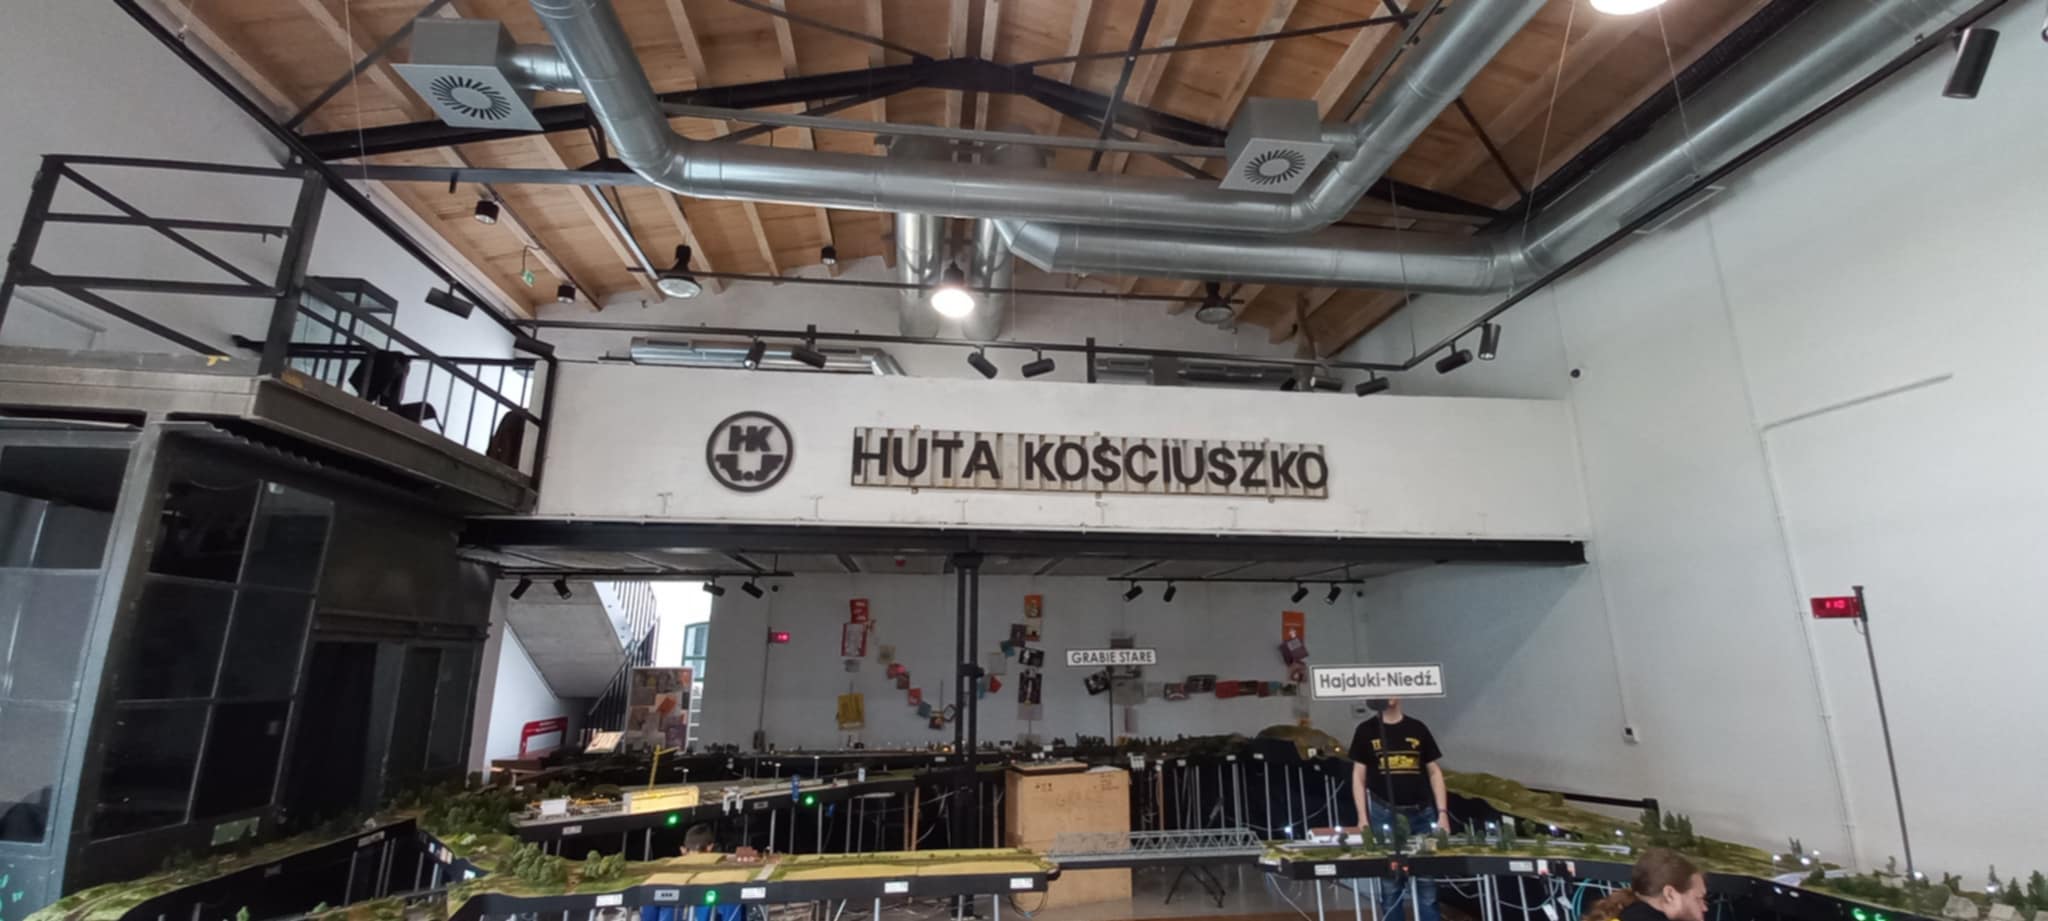 HK
HUTA KOŚCIUSZKO
GRABIE STARE
Hajduki-Niedź.